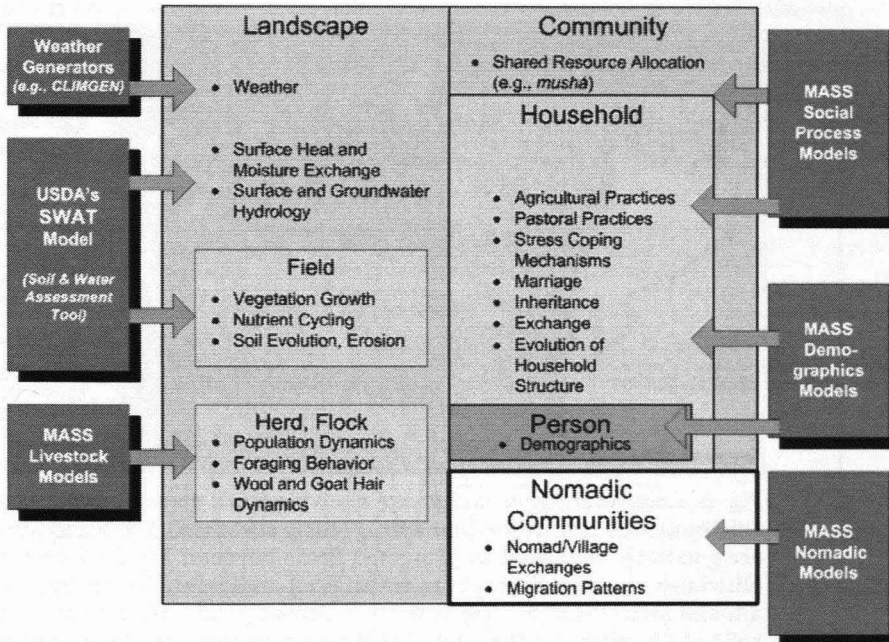 Weather
Generators
(e.g., CLIMGEN)
USDA's
SWAT
Model
(Soil & Water
Assessment
Tool)
MASS
Livestock
Models
Landscape
• Weather
• Surface Heat and
Moisture Exchange
• Surface and Groundwater
Hydrology
Field
• Vegetation Growth
• Nutrient Cycling
• Soil Evolution, Erosion
Herd, Flock
• Population Dynamics
• Foraging Behavior
• Wool and Goat Hair
Dynamics
Community
• Shared Resource Allocation
(e.g., mushá)
Household
• Agricultural Practices
• Pastoral Practices
• Stress Coping
Mechanisms
• Marriage
• Inheritance
• Exchange
• Evolution of
Household
Structure
Person
• Demographics
Nomadic
Communities
• Nomad/Village
Exchanges
• Migration Patterns
MASS
Social
Process
Models
MASS
Demo-
graphics
Models
MASS
Nomadic
Models